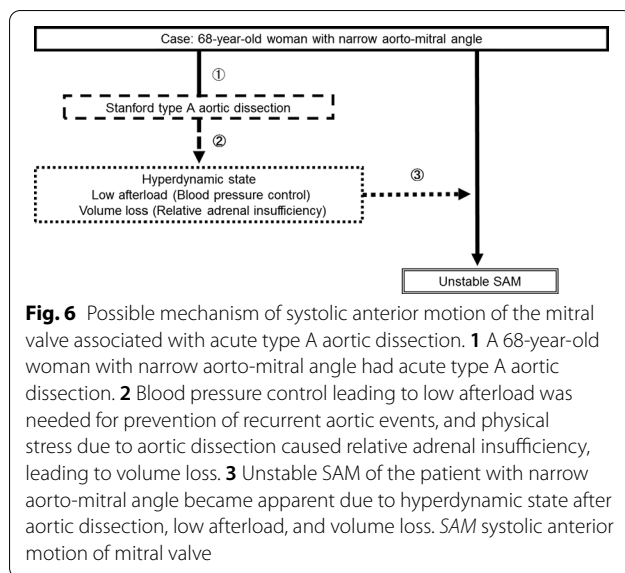 Case: 68-year-old woman with narrow aorto-mitral angle
①
Stanford type A aortic dissection
②
Hyperdynamic state
Low afterload (Blood pressure control)
Volume loss (Relative adrenal insufficiency)
③
Unstable SAM
Fig. 6 Possible mechanism of systolic anterior motion of the mitral
valve associated with acute type A aortic dissection. 1 A 68-year-old
woman with narrow aorto-mitral angle had acute type A aortic
dissection. 2 Blood pressure control leading to low afterload was
needed for prevention of recurrent aortic events, and physical
stress due to aortic dissection caused relative adrenal insufficiency,
leading to volume loss. 3 Unstable SAM of the patient with narrow
aorto-mitral angle became apparent due to hyperdynamic state after
aortic dissection, low afterload, and volume loss. SAM systolic anterior
motion of mitral valve